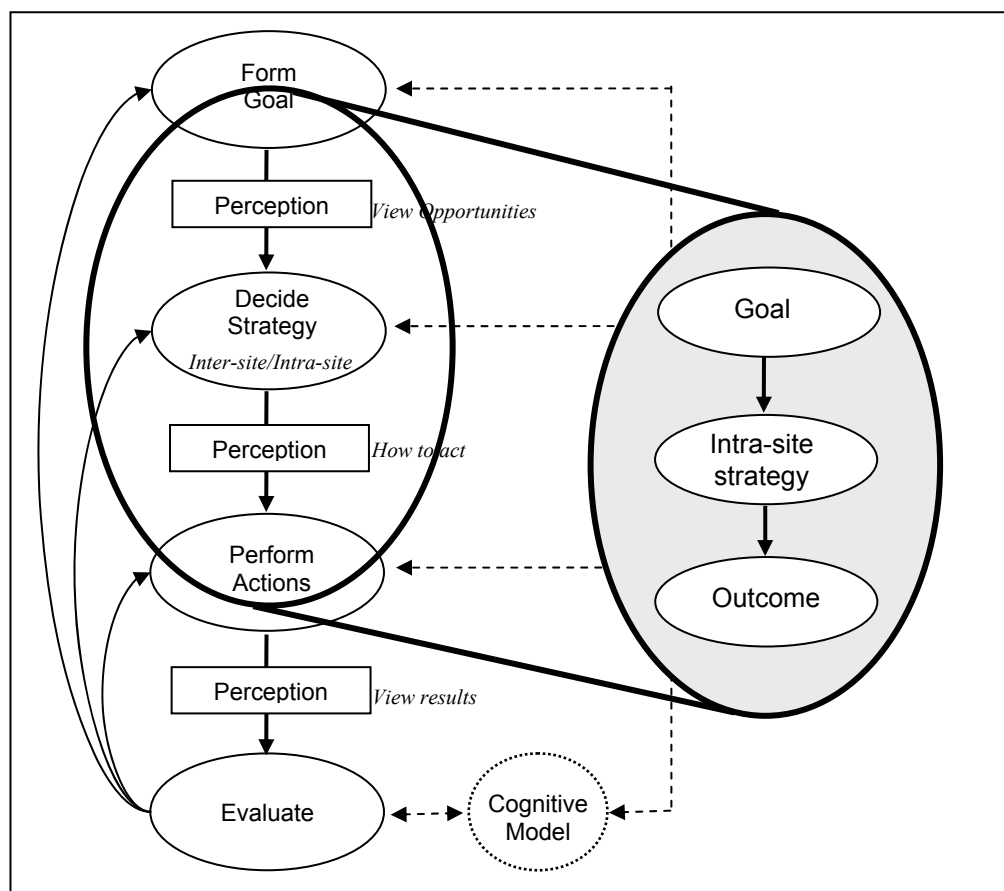 Form
Goal
Perception
View Opportunities
Decide
Strategy
Inter-site/Intra-site
Perception
How to act
Perform
Actions
Perception
View results
Evaluate
Cognitive
Model
Goal
Intra-site
strategy
Outcome